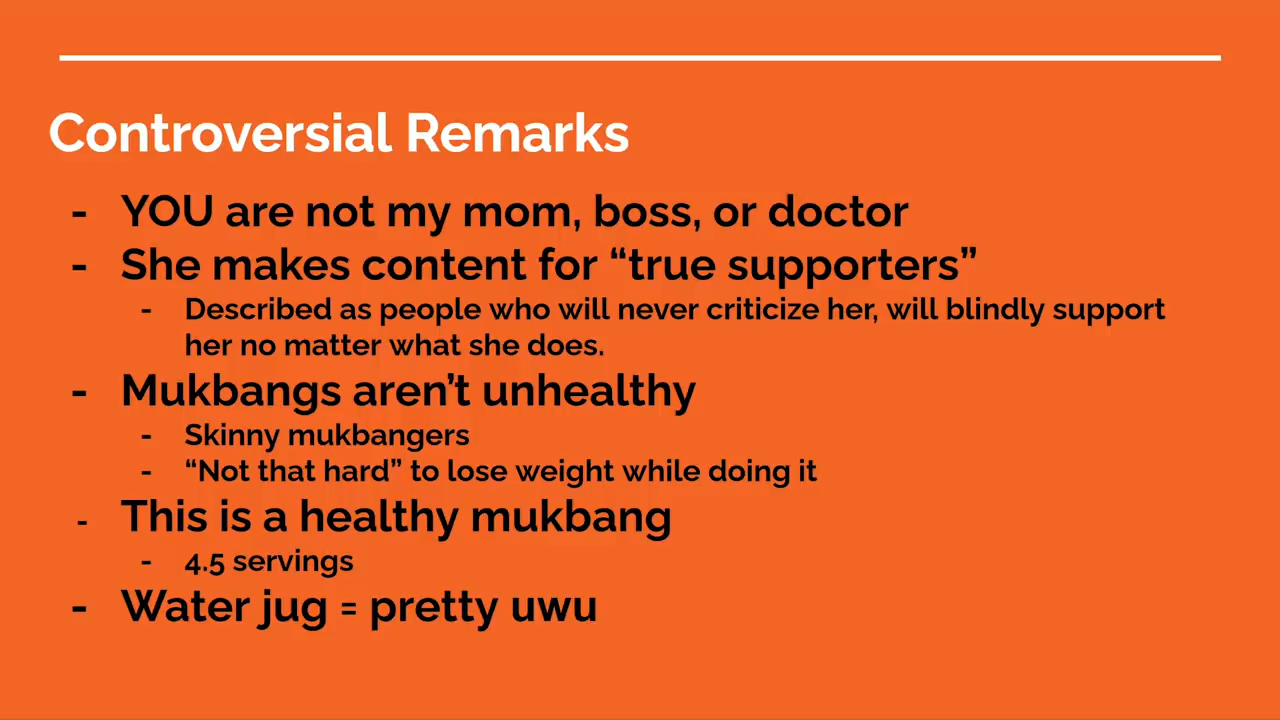 Controversial Remarks
- YOU are not my mom, boss, or doctor
- She makes content for “true supporters”
- Described as people who will never criticize her, will blindly support
her no matter what she does.
- Mukbangs aren’t unhealthy
- Skinny mukbangers
- “Not that hard” to lose weight while doing it
- This is a healthy mukbang
- 4.5 servings
- Water jug = pretty uwu